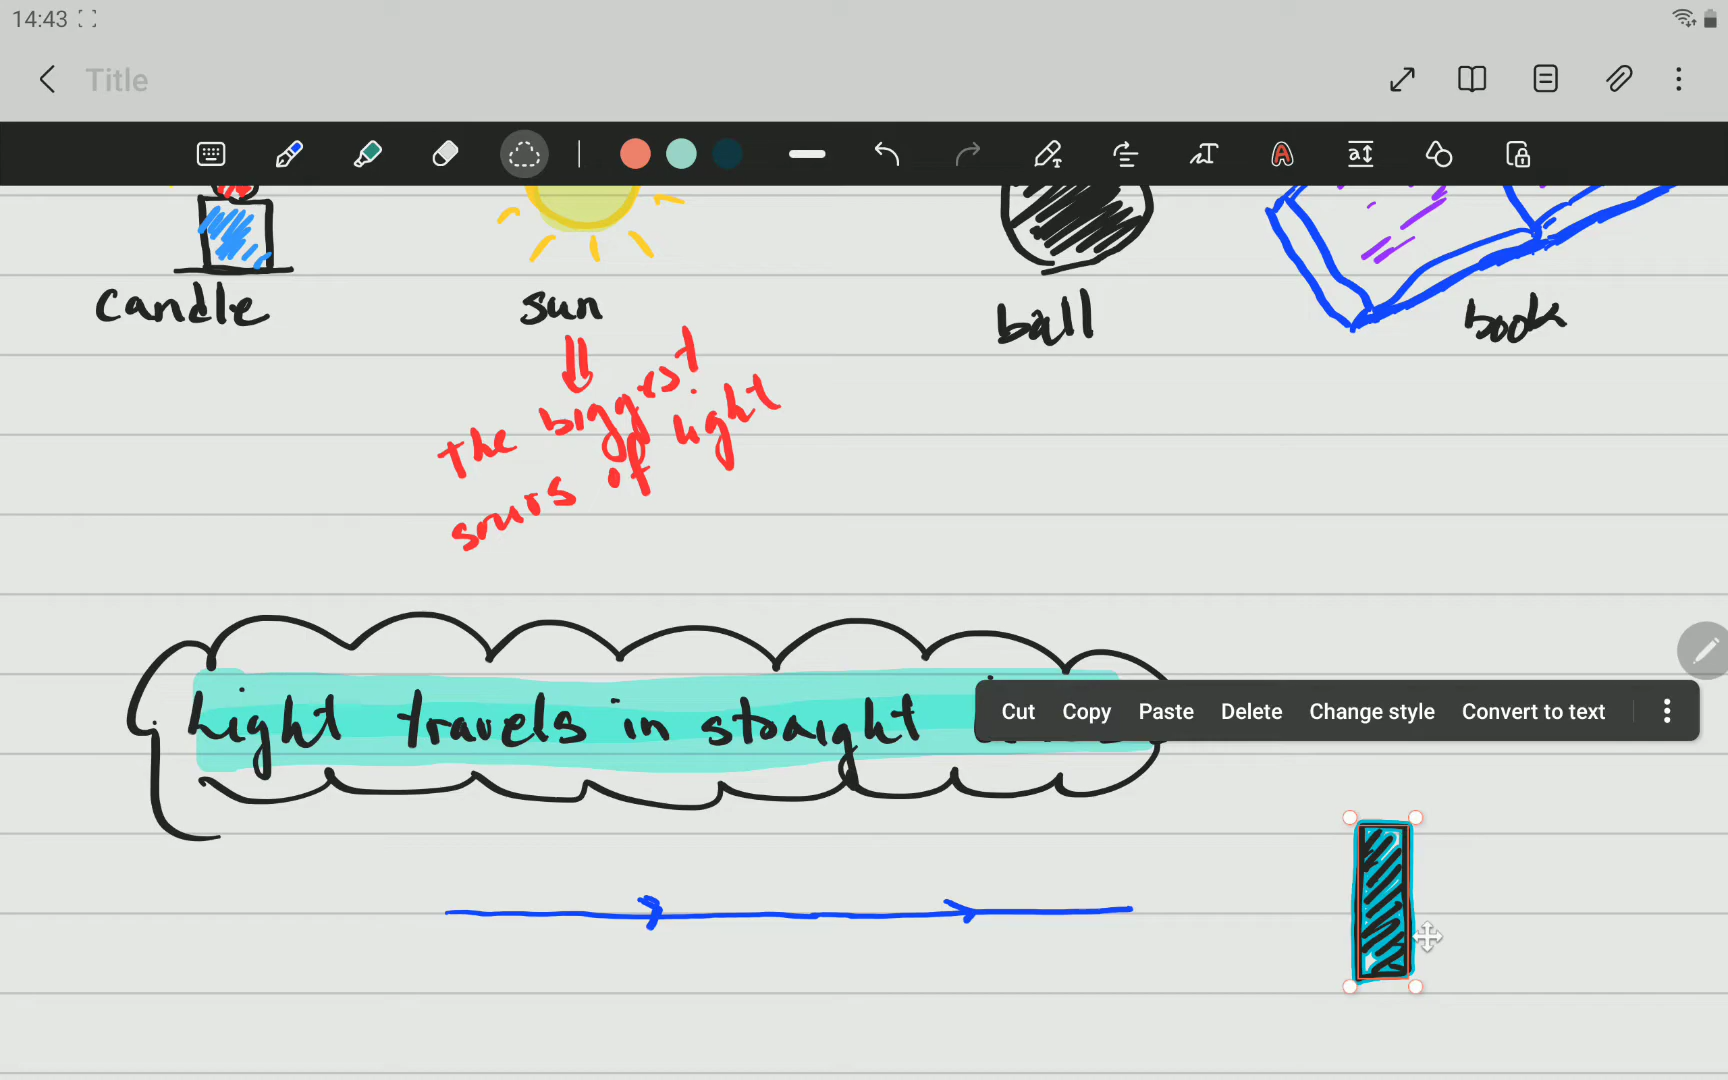 14:43
Title
candle sun ball book
The biggest
sours of light
Light travels in straight
Cut Copy Paste Delete Change style Convert to text